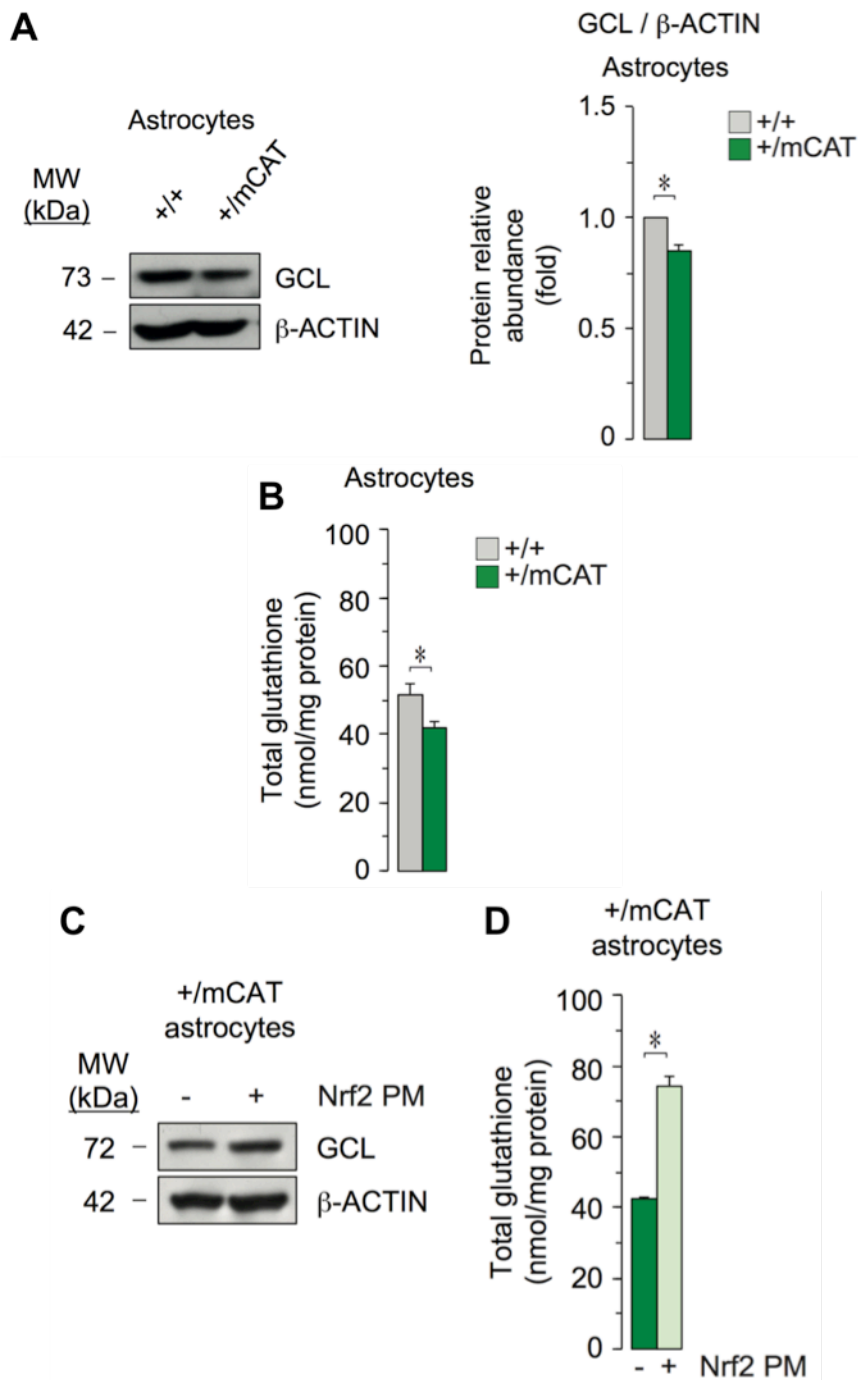 A
Astrocytes
MW
(kDa)
+/+
+/mCAT
73 –
GCL
42 –
β-ACTIN
GCL / β-ACTIN
Astrocytes
Protein relative
abundance
(fold)
1.5
1.0
0.5
0
*
+/+
+/mCAT
B
Astrocytes
Total glutathione
(nmol/mg protein)
100
80
60
40
20
0
*
+/+
+/mCAT
C
+/mCAT
astrocytes
MW
(kDa)
- + Nrf2 PM
72 –
GCL
42 –
β-ACTIN
D
+/mCAT
astrocytes
Total glutathione
(nmol/mg protein)
100
80
60
40
20
0
*
- + Nrf2 PM